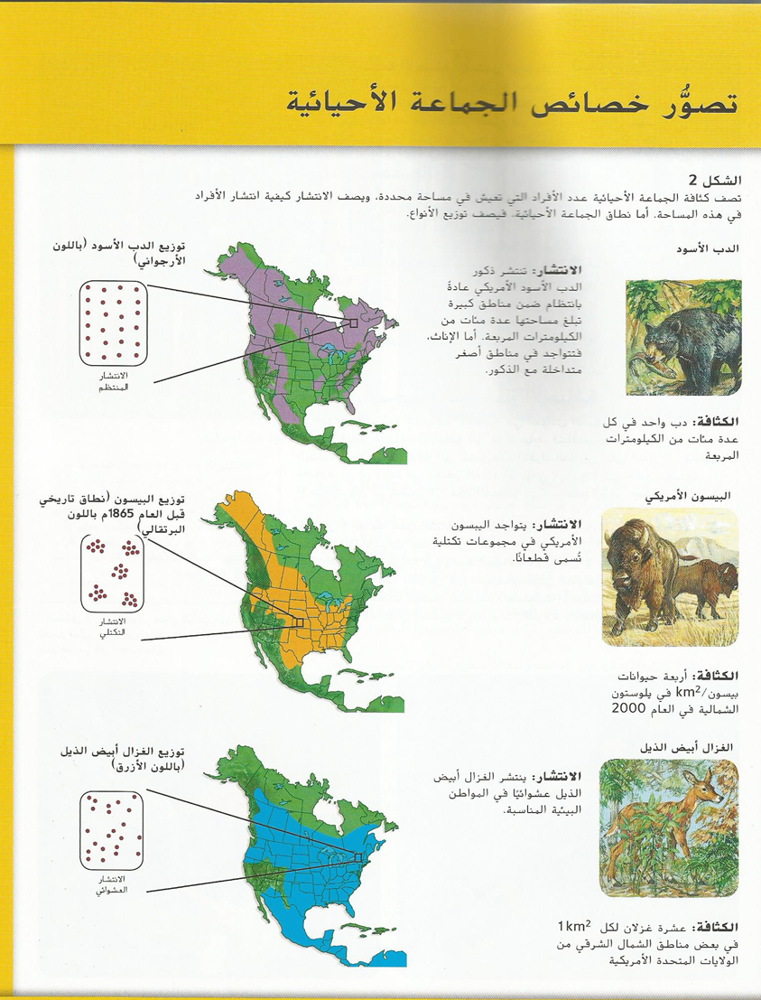 تصوُّر خصائص الجماعة الأحيائية
الشكل 2
تصف كثافة الجماعة الأحيائية عدد الأفراد التي تعيش في مساحة محددة، ويصف الانتشار كيفية انتشار الأفراد
في هذه المساحة. أما نطاق الجماعة الأحيائية، فيصف توزيع الأنواع.
الدب الأسود
الانتشار: تنتشر ذكور
الدب الأسود الأمريكي عادةً
بانتظام ضمن مناطق كبيرة
تبلغ مساحتها عدة مئات من
الكيلومترات المربعة. أما الإناث،
فتتواجد في مناطق أصغر
متداخلة مع الذكور.
توزيع الدب الأسود (باللون
الأرجواني)
الانتشار
المنتظم
الكثافة: دب واحد في كل
عدة مئات من الكيلومترات
المربعة
البيسون الأمريكي
الانتشار: يتواجد البيسون
الأمريكي في مجموعات تكتلية
تُسمى قطعانًا.
توزيع البيسون (نطاق تاريخي
قبل العام 1865م باللون
البرتقالي)
الانتشار
التكتلي
الكثافة: أربعة حيوانات
بيسون/km² في يلوستون
الشمالية في العام 2000
الغزال أبيض الذيل
الانتشار: ينتشر الغزال أبيض
الذيل عشوائيًا في المواطن
البيئية المناسبة.
توزيع الغزال أبيض الذيل
(باللون الأزرق)
الانتشار
العشوائي
الكثافة: عشرة غزلان لكل 1km²
في بعض مناطق الشمال الشرقي من
الولايات المتحدة الأمريكية